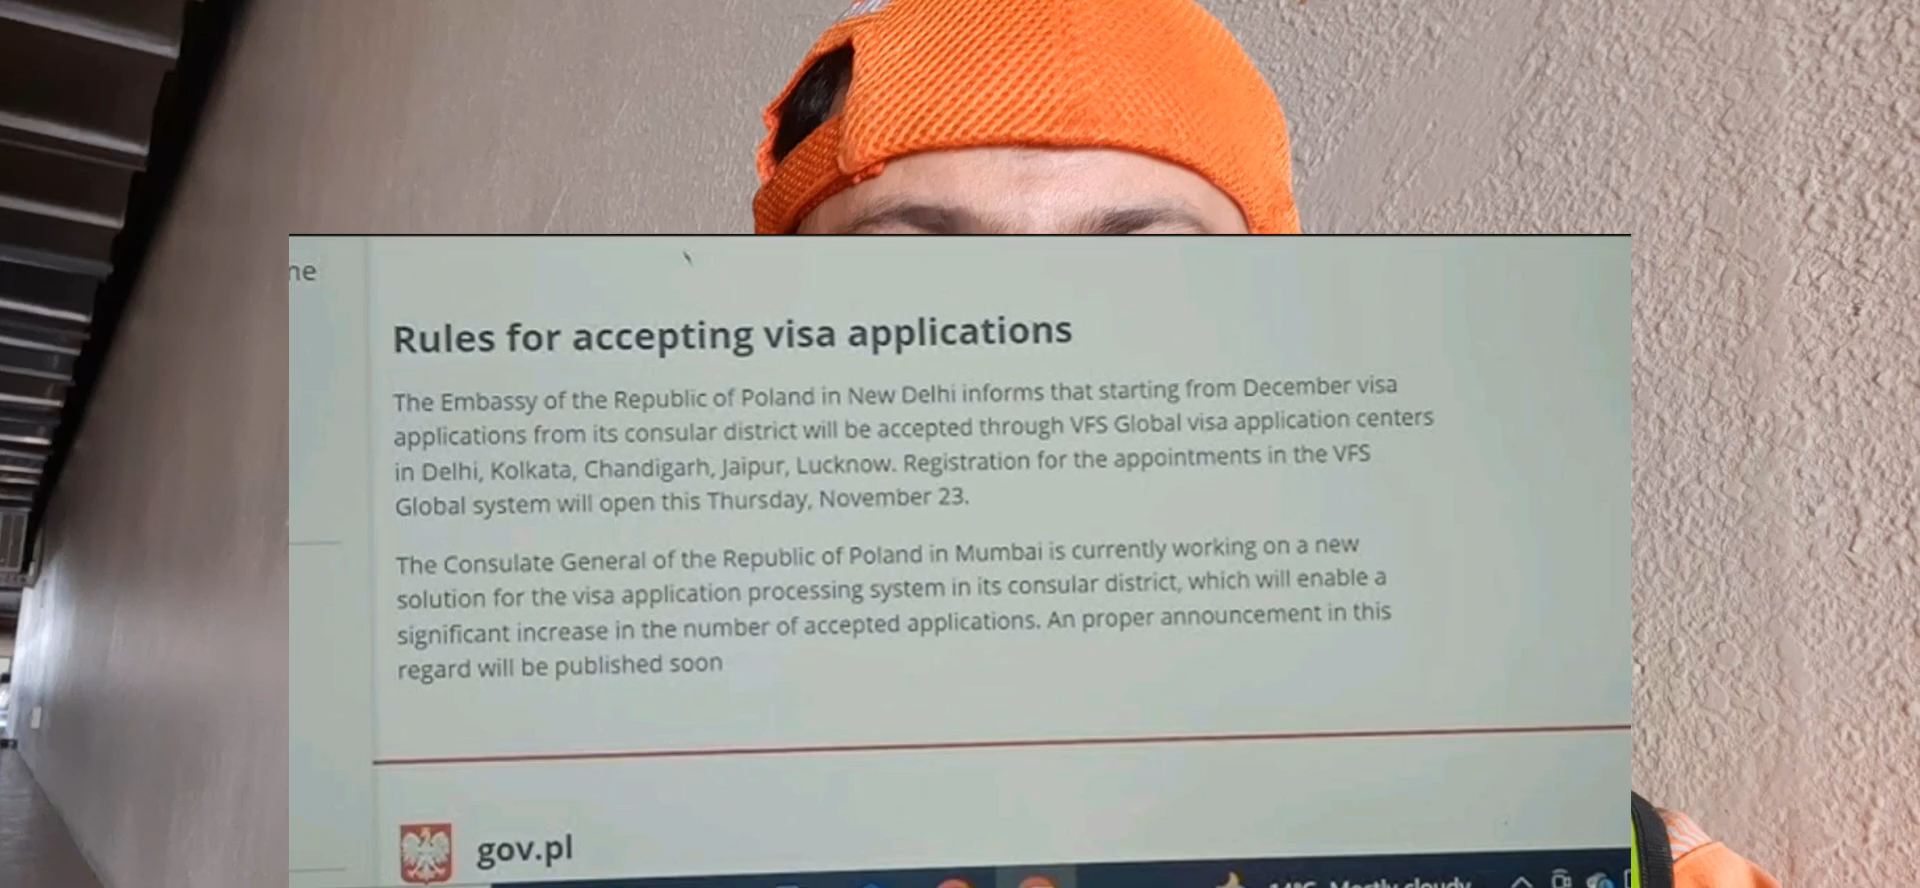 ne
Rules for accepting visa applications
The Embassy of the Republic of Poland in New Delhi informs that starting from December visa
applications from its consular district will be accepted through VFS Global visa application centers
in Delhi, Kolkata, Chandigarh, Jaipur, Lucknow. Registration for the appointments in the VFS
Global system will open this Thursday, November 23.
The Consulate General of the Republic of Poland in Mumbai is currently working on a new
solution for the visa application processing system in its consular district, which will enable a
significant increase in the number of accepted applications. An proper announcement in this
regard will be published soon
gov.pl
14°C Mostly cloudy